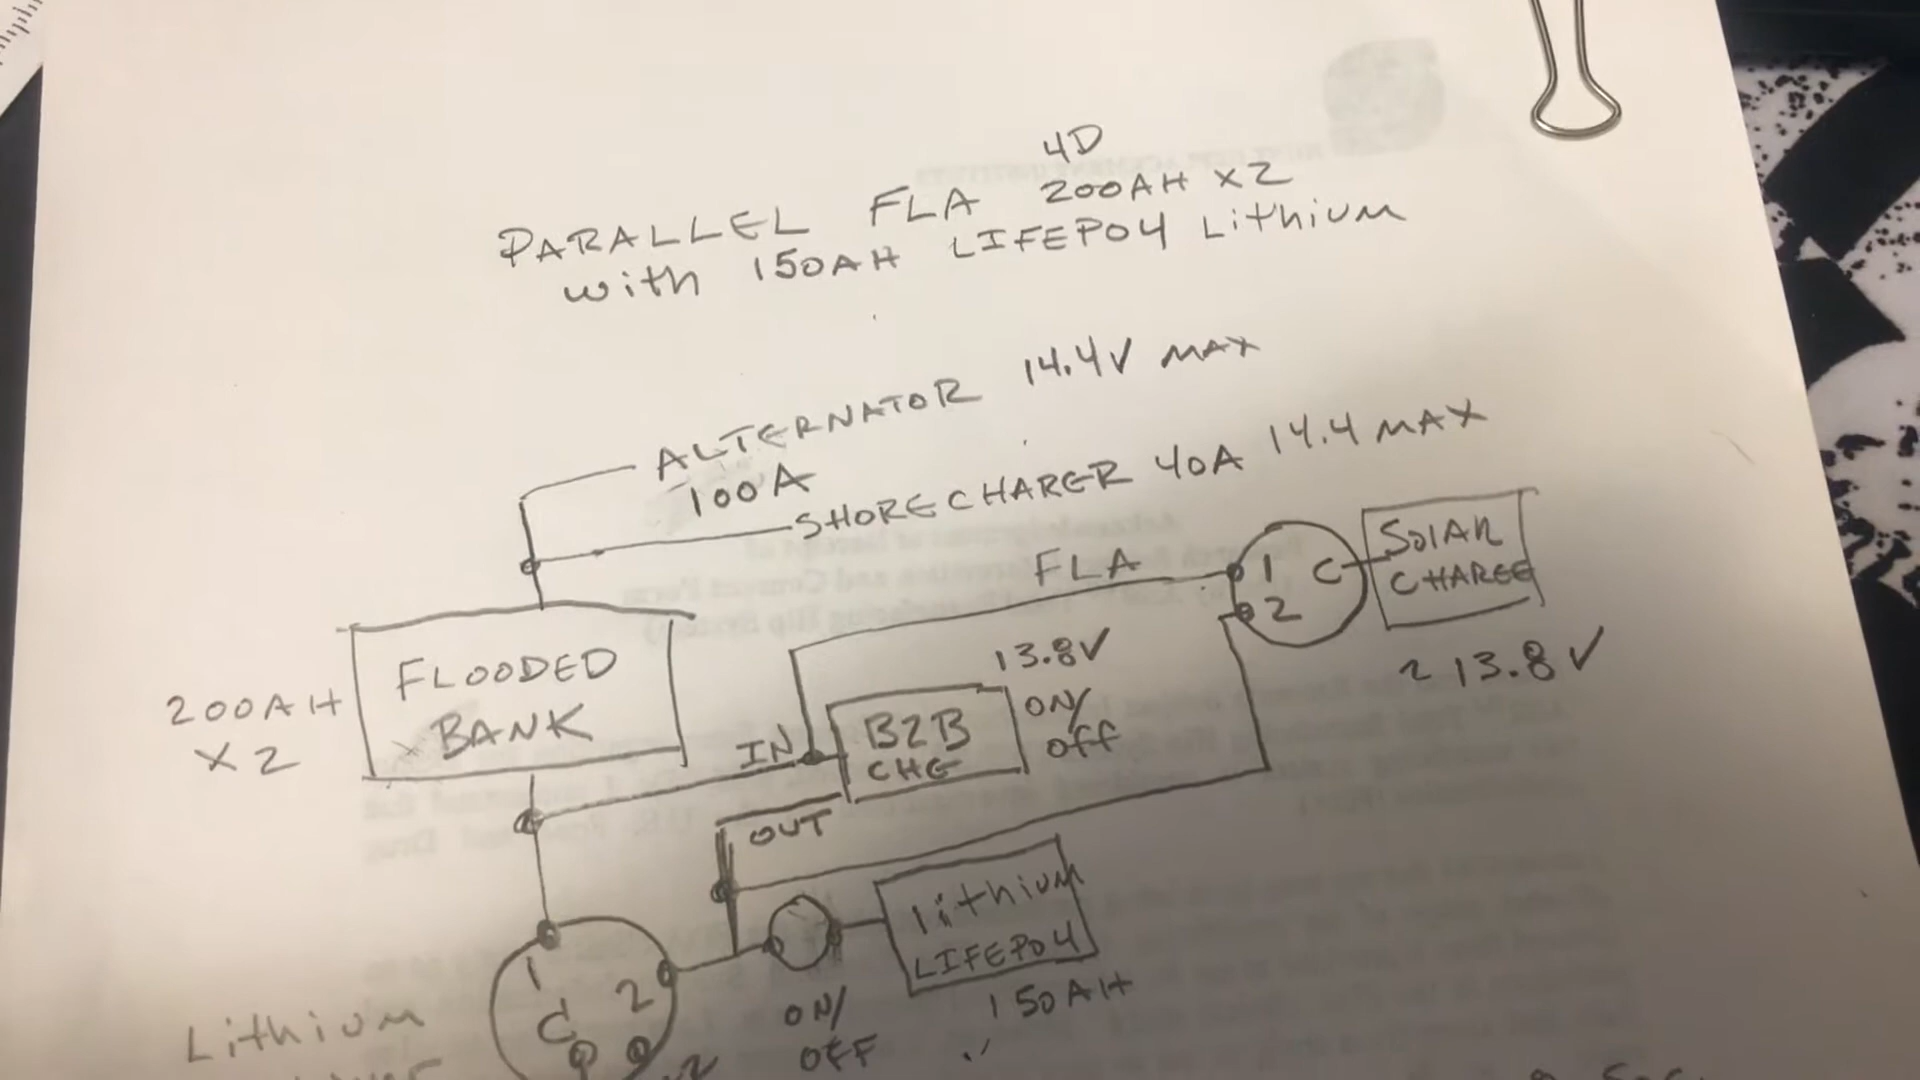 4D
PARALLEL FLA 200AH X2
with 150AH LIFEPO4 Lithium
ALTERNATOR 14.4V MAX
100A
SHORECHARER 40A 14.4 MAX
FLA
1 C
2
SOLAR
CHARGE
~ 13.8V
200AH
X2
FLOODED
BANK
13.8V
ON/
Off
IN
B2B
CHG
OUT
lithium
LIFEPO4
150AH
ON/
OFF
1
2
C
Lithium